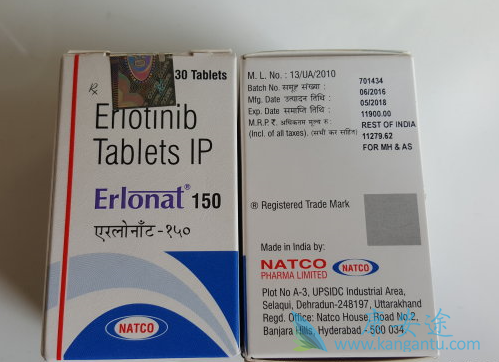 Rx
30 Tablets
Erlotinib
Tablets IP
Erlonat® 150
एरलोनॉट-१५०
NATCO
M. L. No. : 13/UA/2010
Batch No. समूह संख्या : 701434
Mfg. Date उत्पादन तिथि : 06/2016
Exp. Date समाप्ति तिथि : 05/2018
M.R.P.₹. अधिकतम मूल्य रु : 11900.00
(Incl. of all taxes). (सभी कर सहित) REST OF INDIA
11279.62
FOR MH & AS
® Registered Trade Mark
Made in India by:
NATCO
PHARMA LIMITED
NATCO
Plot No A-3, UPSIDC Industrial Area,
Selaqui, Dehradun-248197, Uttarakhand
Regd. Office: Natco House, Road No.2,
Banjara Hills, Hyderabad - 500 034.
康安途
www.kangantu.com